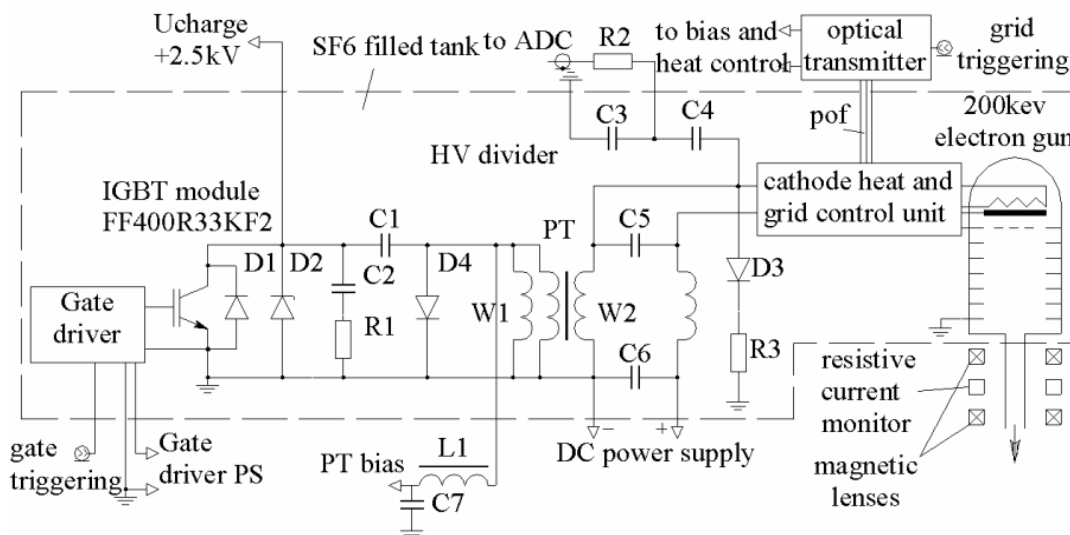 Ucharge
+2.5kV
SF6 filled tank
to ADC
R2
to bias and
heat control
optical
transmitter
grid
triggering
C3
C4
pof
200kev
electron gun
HV divider
IGBT module
FF400R33KF2
cathode heat and
grid control unit
C1
PT
C5
D1
D2
C2
D4
D3
Gate
driver
R1
W1
W2
C6
R3
resistive
current
monitor
gate
triggering
Gate
driver PS
PT bias
L1
C7
- +
DC power supply
magnetic
lenses